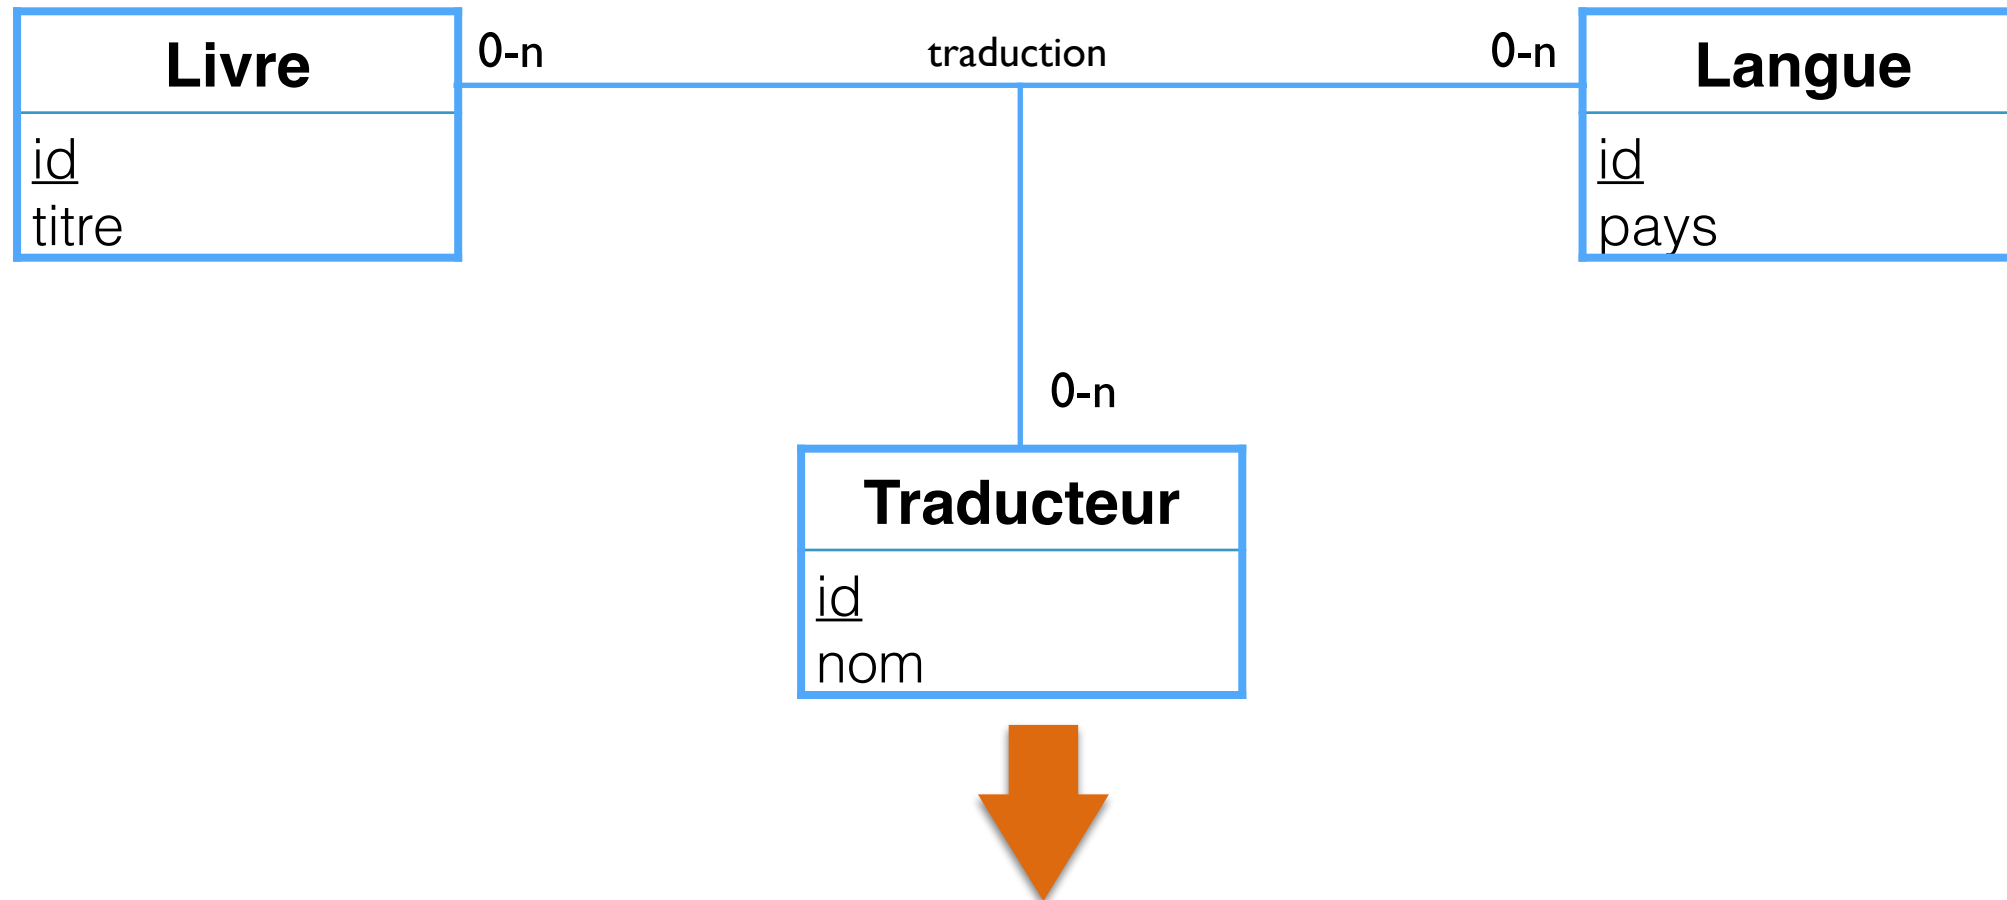 Livre
id
titre
0-n
traduction
0-n
Langue
id
pays
0-n
Traducteur
id
nom